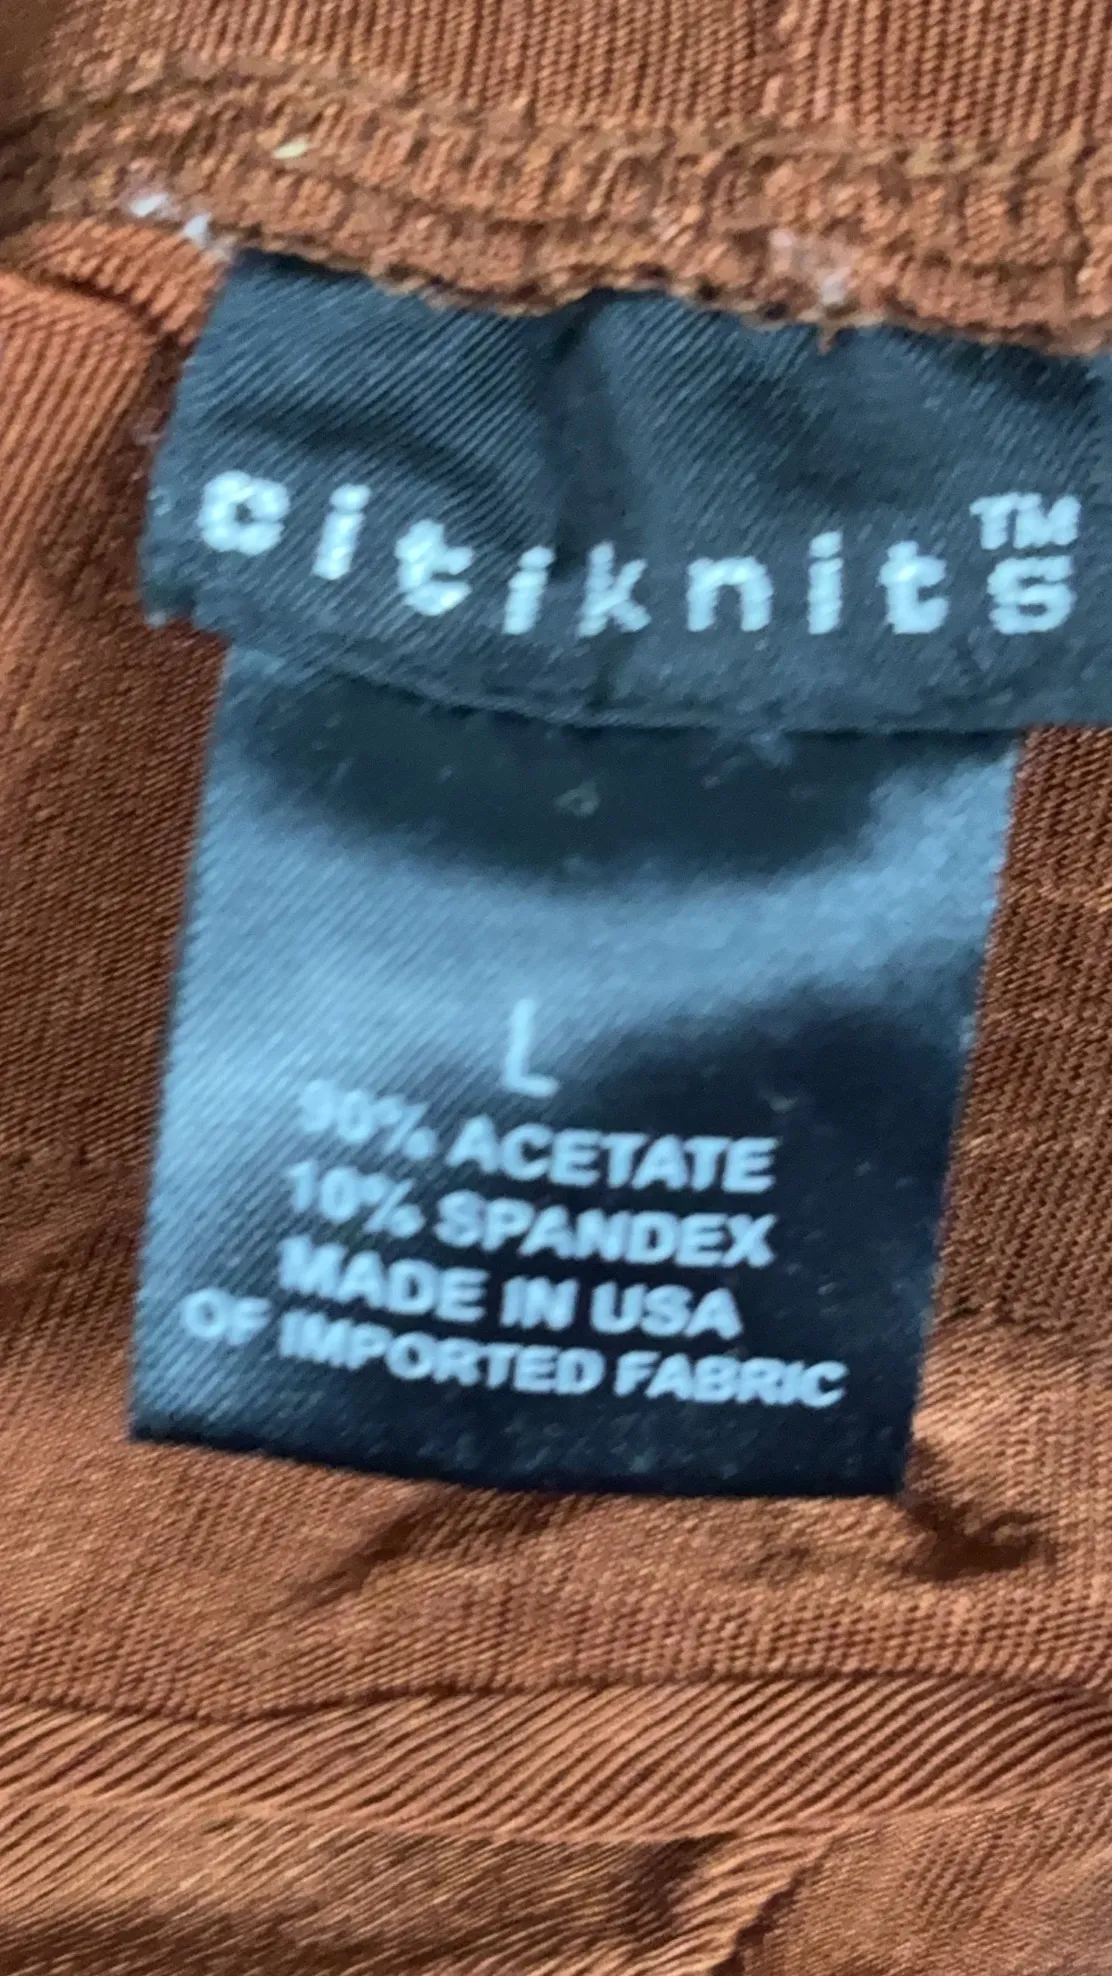 citiknits™
L
90% ACETATE
10% SPANDEX
MADE IN USA
OF IMPORTED FABRIC